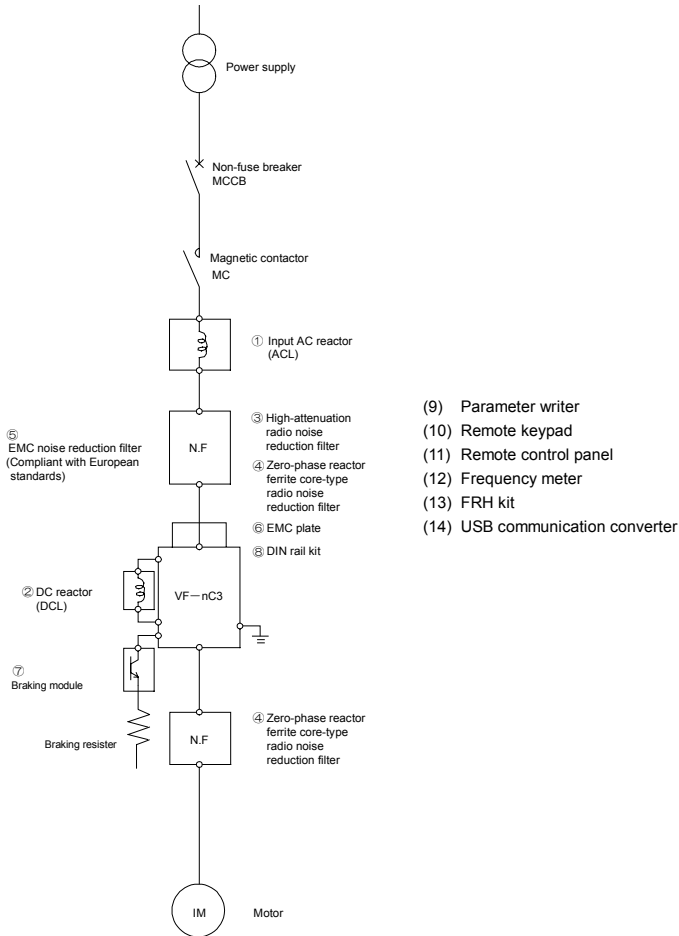 Power supply
Non-fuse breaker
MCCB
Magnetic contactor
MC
① Input AC reactor
(ACL)
⑤
EMC noise reduction filter
(Compliant with European
standards)
N.F
③ High-attenuation
radio noise
reduction filter
④ Zero-phase reactor
ferrite core-type
radio noise
reduction filter
⑥ EMC plate
⑧ DIN rail kit
② DC reactor
(DCL)
VF－nC3
⑦
Braking module
Braking resister
N.F
④ Zero-phase reactor
ferrite core-type
radio noise
reduction filter
IM
Motor
(9) Parameter writer
(10) Remote keypad
(11) Remote control panel
(12) Frequency meter
(13) FRH kit
(14) USB communication converter